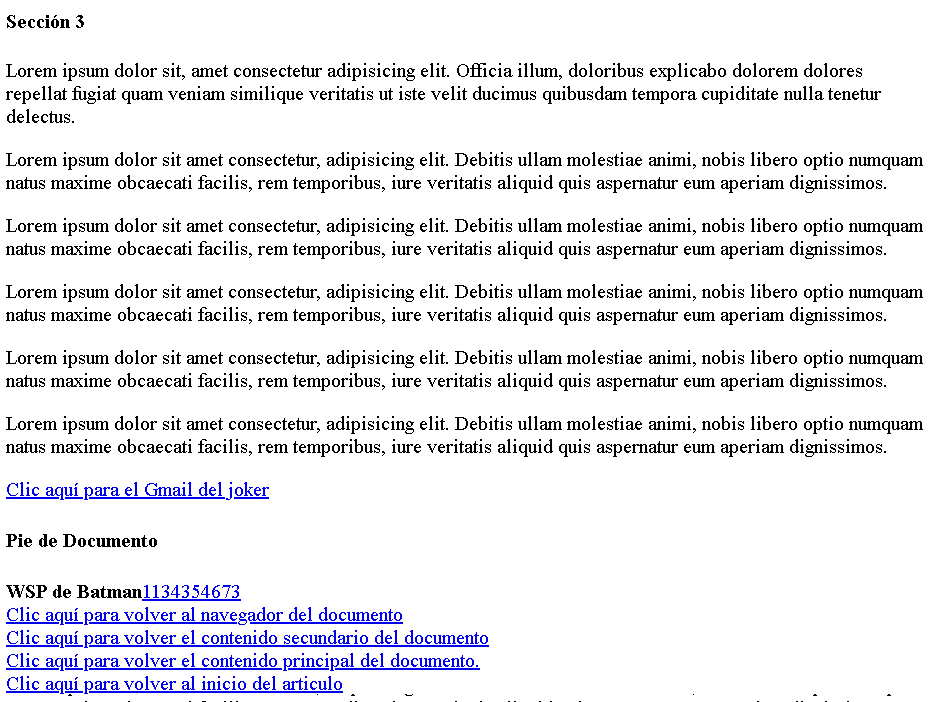 Sección 3
Lorem ipsum dolor sit, amet consectetur adipisicing elit. Officia illum, doloribus explicabo dolorem dolores
repellat fugiat quam veniam similique veritatis ut iste velit ducimus quibusdam tempora cupiditate nulla tenetur
delectus.
Lorem ipsum dolor sit amet consectetur, adipisicing elit. Debitis ullam molestiae animi, nobis libero optio numquam
natus maxime obcaecati facilis, rem temporibus, iure veritatis aliquid quis aspernatur eum aperiam dignissimos.
Lorem ipsum dolor sit amet consectetur, adipisicing elit. Debitis ullam molestiae animi, nobis libero optio numquam
natus maxime obcaecati facilis, rem temporibus, iure veritatis aliquid quis aspernatur eum aperiam dignissimos.
Lorem ipsum dolor sit amet consectetur, adipisicing elit. Debitis ullam molestiae animi, nobis libero optio numquam
natus maxime obcaecati facilis, rem temporibus, iure veritatis aliquid quis aspernatur eum aperiam dignissimos.
Lorem ipsum dolor sit amet consectetur, adipisicing elit. Debitis ullam molestiae animi, nobis libero optio numquam
natus maxime obcaecati facilis, rem temporibus, iure veritatis aliquid quis aspernatur eum aperiam dignissimos.
Lorem ipsum dolor sit amet consectetur, adipisicing elit. Debitis ullam molestiae animi, nobis libero optio numquam
natus maxime obcaecati facilis, rem temporibus, iure veritatis aliquid quis aspernatur eum aperiam dignissimos.
Clic aquí para el Gmail del joker
Pie de Documento
WSP de Batman1134354673
Clic aquí para volver al navegador del documento
Clic aquí para volver el contenido secundario del documento
Clic aquí para volver el contenido principal del documento.
Clic aquí para volver al inicio del articulo